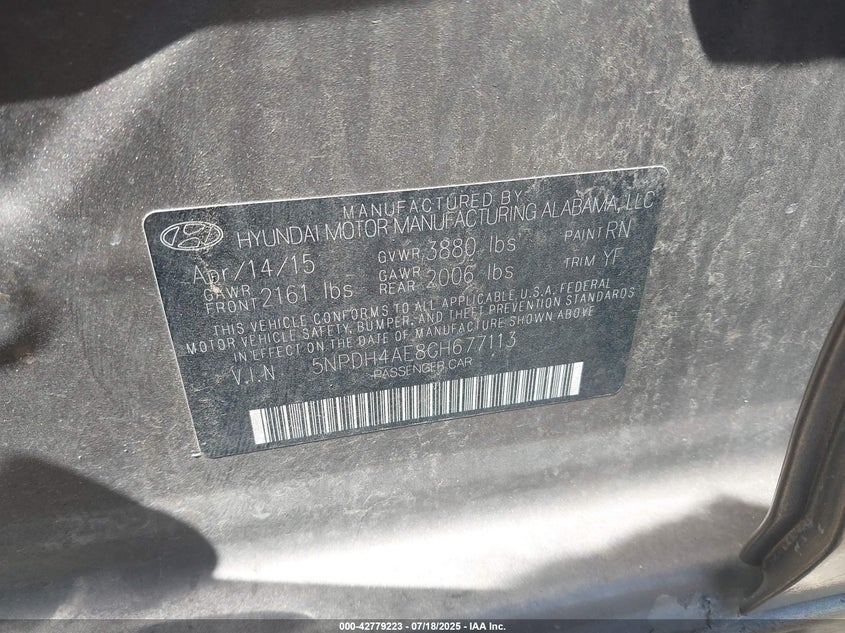 MANUFACTURED BY
HYUNDAI MOTOR MANUFACTURING ALABAMA, LLC
Apr/14/15 GVWR 3880 lbs PAINT RN
GAWR FRONT 2161 lbs GAWR REAR 2006 lbs TRIM YF
THIS VEHICLE CONFORMS TO ALL APPLICABLE U.S.A. FEDERAL
MOTOR VEHICLE SAFETY, BUMPER, AND THEFT PREVENTION STANDARDS
IN EFFECT ON THE DATE OF MANUFACTURE SHOWN ABOVE
V.I.N 5NPDH4AE8CH677113
PASSENGER CAR
000-42779223 / 07/18/2025 - IAA Inc.